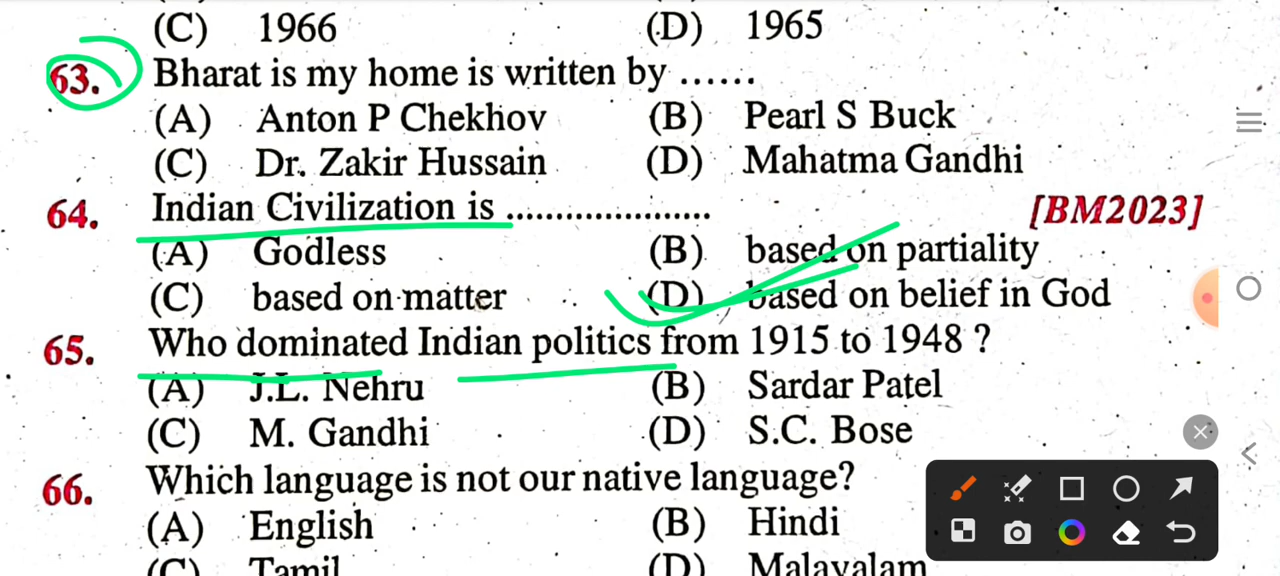 (C) 1966 (D) 1965
63. Bharat is my home is written by ......
(A) Anton P Chekhov (B) Pearl S Buck
(C) Dr. Zakir Hussain (D) Mahatma Gandhi
64. Indian Civilization is ..................... [BM2023]
(A) Godless (B) based on partiality
(C) based on matter (D) based on belief in God
65. Who dominated Indian politics from 1915 to 1948 ?
(A) J.L. Nehru (B) Sardar Patel
(C) M. Gandhi (D) S.C. Bose
66. Which language is not our native language?
(A) English (B) Hindi
(C) Tamil (D) Malayalam